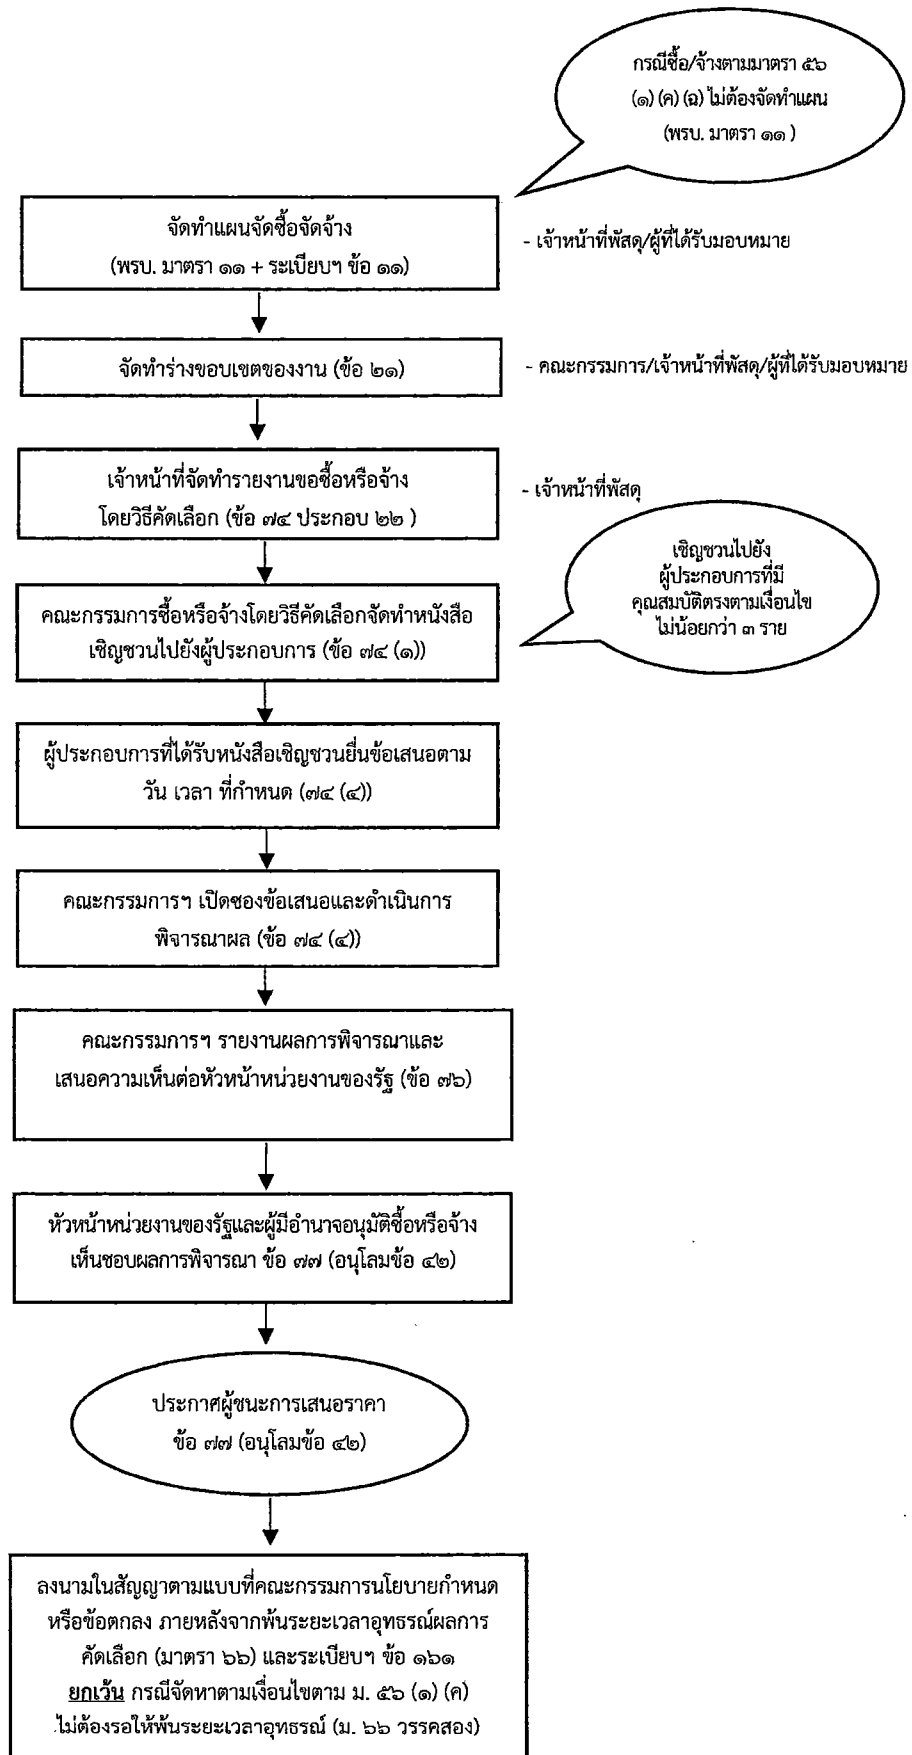 กรณีซื้อ/จ้างตามมาตรา ๕๖
(๑) (ค) (ฉ) ไม่ต้องจัดทำแผน
(พรบ. มาตรา ๑๑ )
จัดทำแผนจัดซื้อจัดจ้าง
(พรบ. มาตรา ๑๑ + ระเบียบฯ ข้อ ๑๑)
- เจ้าหน้าที่พัสดุ/ผู้ที่ได้รับมอบหมาย
จัดทำร่างขอบเขตของงาน (ข้อ ๒๑)
- คณะกรรมการ/เจ้าหน้าที่พัสดุ/ผู้ที่ได้รับมอบหมาย
เจ้าหน้าที่จัดทำรายงานขอซื้อหรือจ้าง
โดยวิธีคัดเลือก (ข้อ ๗๔ ประกอบ ๒๒ )
- เจ้าหน้าที่พัสดุ
เชิญชวนไปยัง
ผู้ประกอบการที่มี
คุณสมบัติตรงตามเงื่อนไข
ไม่น้อยกว่า ๓ ราย
คณะกรรมการซื้อหรือจ้างโดยวิธีคัดเลือกจัดทำหนังสือ
เชิญชวนไปยังผู้ประกอบการ (ข้อ ๗๔ (๑))
ผู้ประกอบการที่ได้รับหนังสือเชิญชวนยื่นข้อเสนอตาม
วัน เวลา ที่กำหนด (๗๔ (๔))
คณะกรรมการฯ เปิดซองข้อเสนอและดำเนินการ
พิจารณาผล (ข้อ ๗๔ (๔))
คณะกรรมการฯ รายงานผลการพิจารณาและ
เสนอความเห็นต่อหัวหน้าหน่วยงานของรัฐ (ข้อ ๗๖)
หัวหน้าหน่วยงานของรัฐและผู้มีอำนาจอนุมัติซื้อหรือจ้าง
เห็นชอบผลการพิจารณา ข้อ ๗๗ (อนุโลมข้อ ๔๒)
ประกาศผู้ชนะการเสนอราคา
ข้อ ๗๗ (อนุโลมข้อ ๔๒)
ลงนามในสัญญาตามแบบที่คณะกรรมการนโยบายกำหนด
หรือข้อตกลง ภายหลังจากพ้นระยะเวลาอุทธรณ์ผลการ
คัดเลือก (มาตรา ๖๖) และระเบียบฯ ข้อ ๑๖๑
ยกเว้น กรณีจัดหาตามเงื่อนไขตาม ม. ๕๖ (๑) (ค)
ไม่ต้องรอให้พ้นระยะเวลาอุทธรณ์ (ม. ๖๖ วรรคสอง)